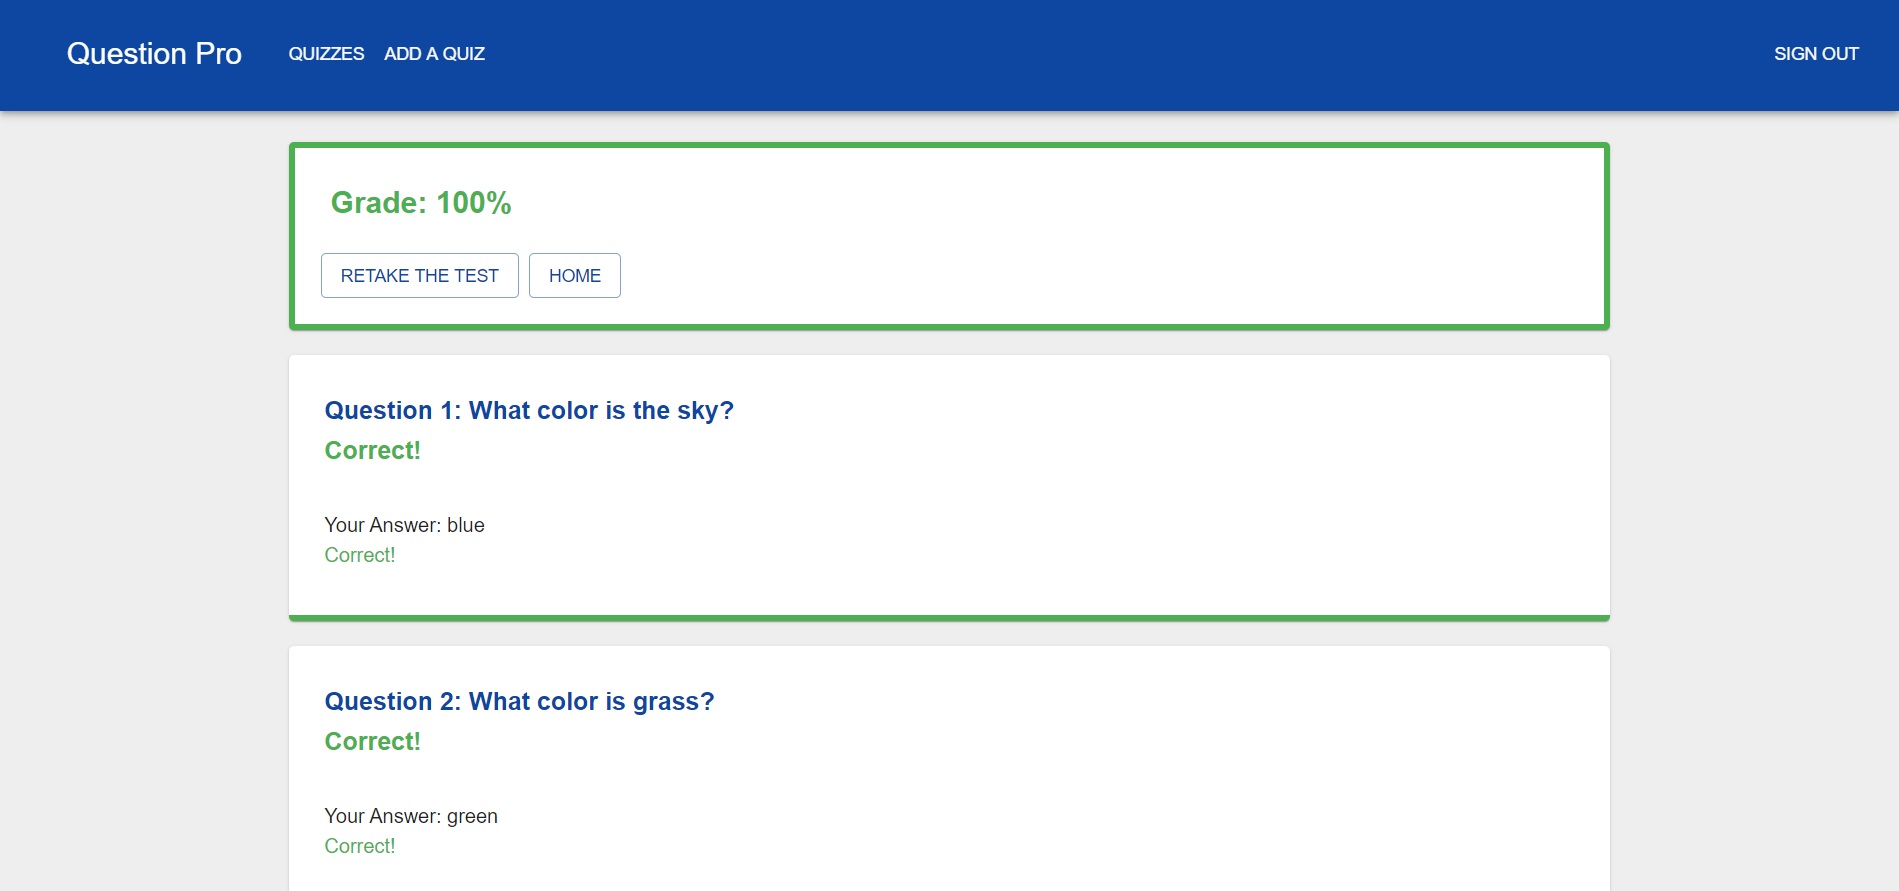 Question Pro QUIZZES ADD A QUIZ SIGN OUT
Grade: 100%
RETAKE THE TEST HOME
Question 1: What color is the sky?
Correct!
Your Answer: blue
Correct!
Question 2: What color is grass?
Correct!
Your Answer: green
Correct!